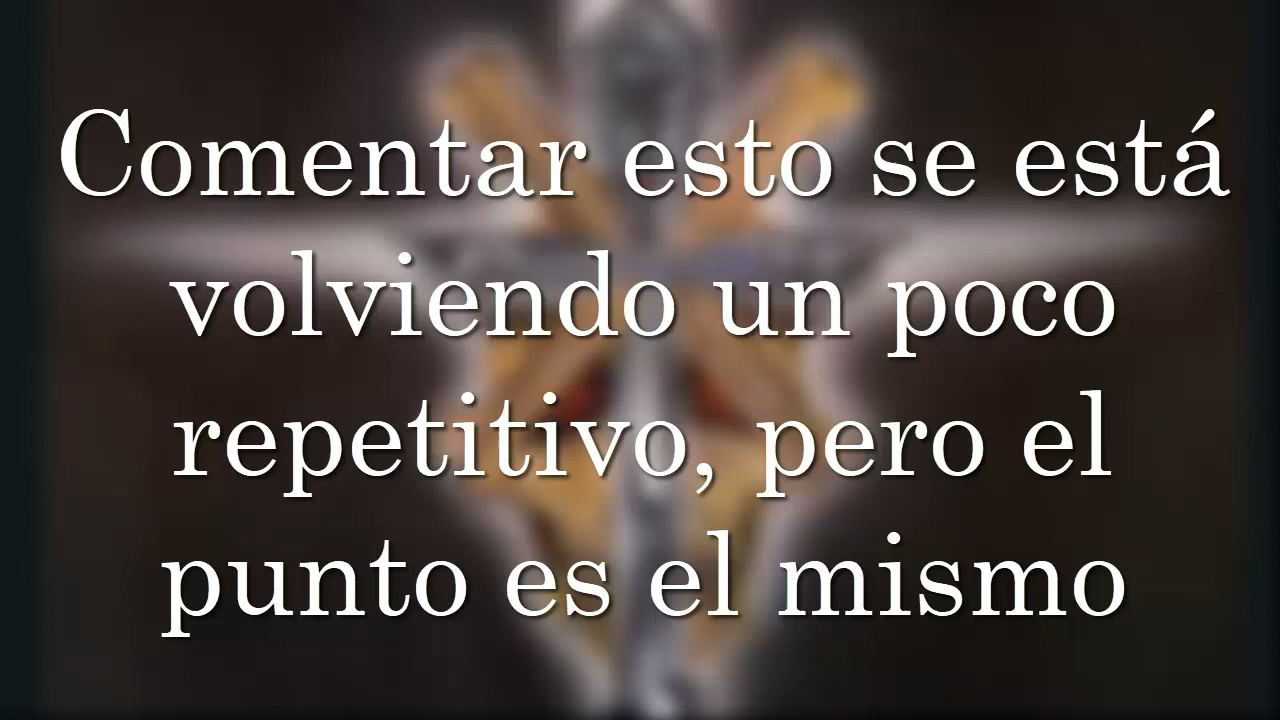 Comentar esto se está
volviendo un poco
repetitivo, pero el
punto es el mismo